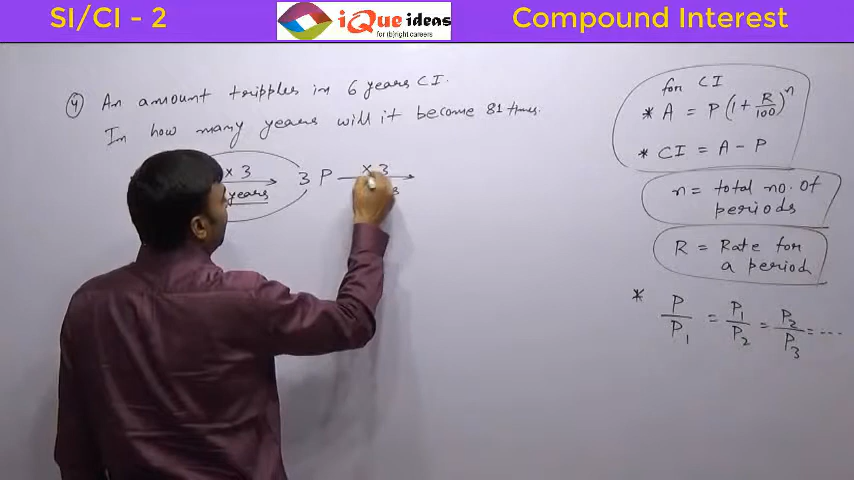 SI/CI - 2
iQue ideas
for (b)right careers
Compound Interest
4 An amount tripples in 6 years CI.
In how many years will it become 81 times.
x 3
years
3 P
x 3
for CI
* A = P(1 + R/100)^n
* CI = A - P
n = total no. of
periods
R = Rate for
a period
* P/P₁ = P₁/P₂ = P₂/P₃ = ....